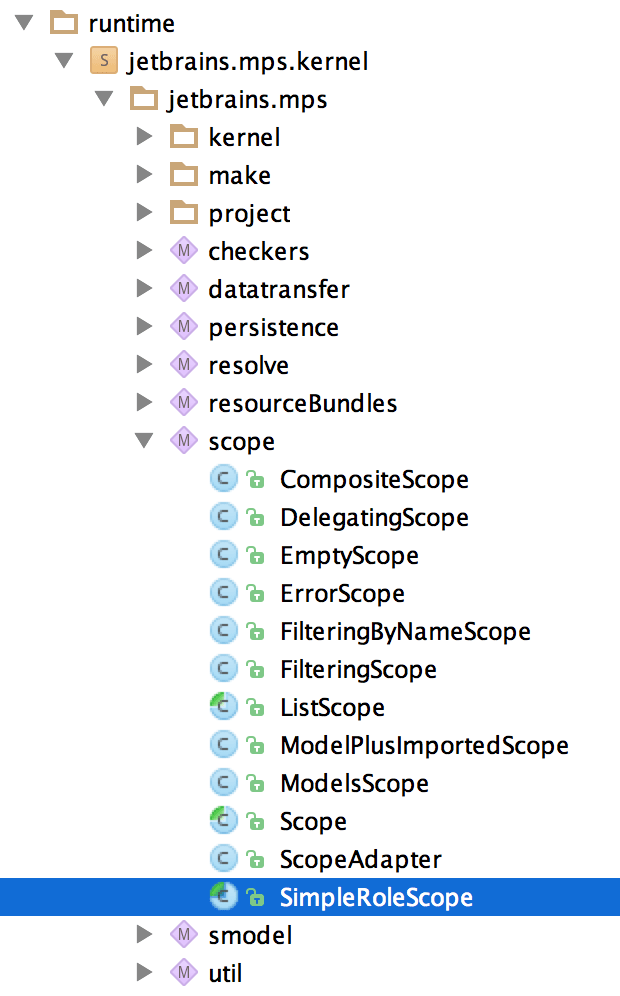 runtime
S jetbrains.mps.kernel
jetbrains.mps
kernel
make
project
M checkers
M datatransfer
M persistence
M resolve
M resourceBundles
M scope
C T CompositeScope
C T DelegatingScope
C T EmptyScope
C T ErrorScope
C T FilteringByNameScope
C T FilteringScope
C T ListScope
C T ModelPlusImportedScope
C T ModelsScope
C T Scope
C T ScopeAdapter
C T SimpleRoleScope
M smodel
M util